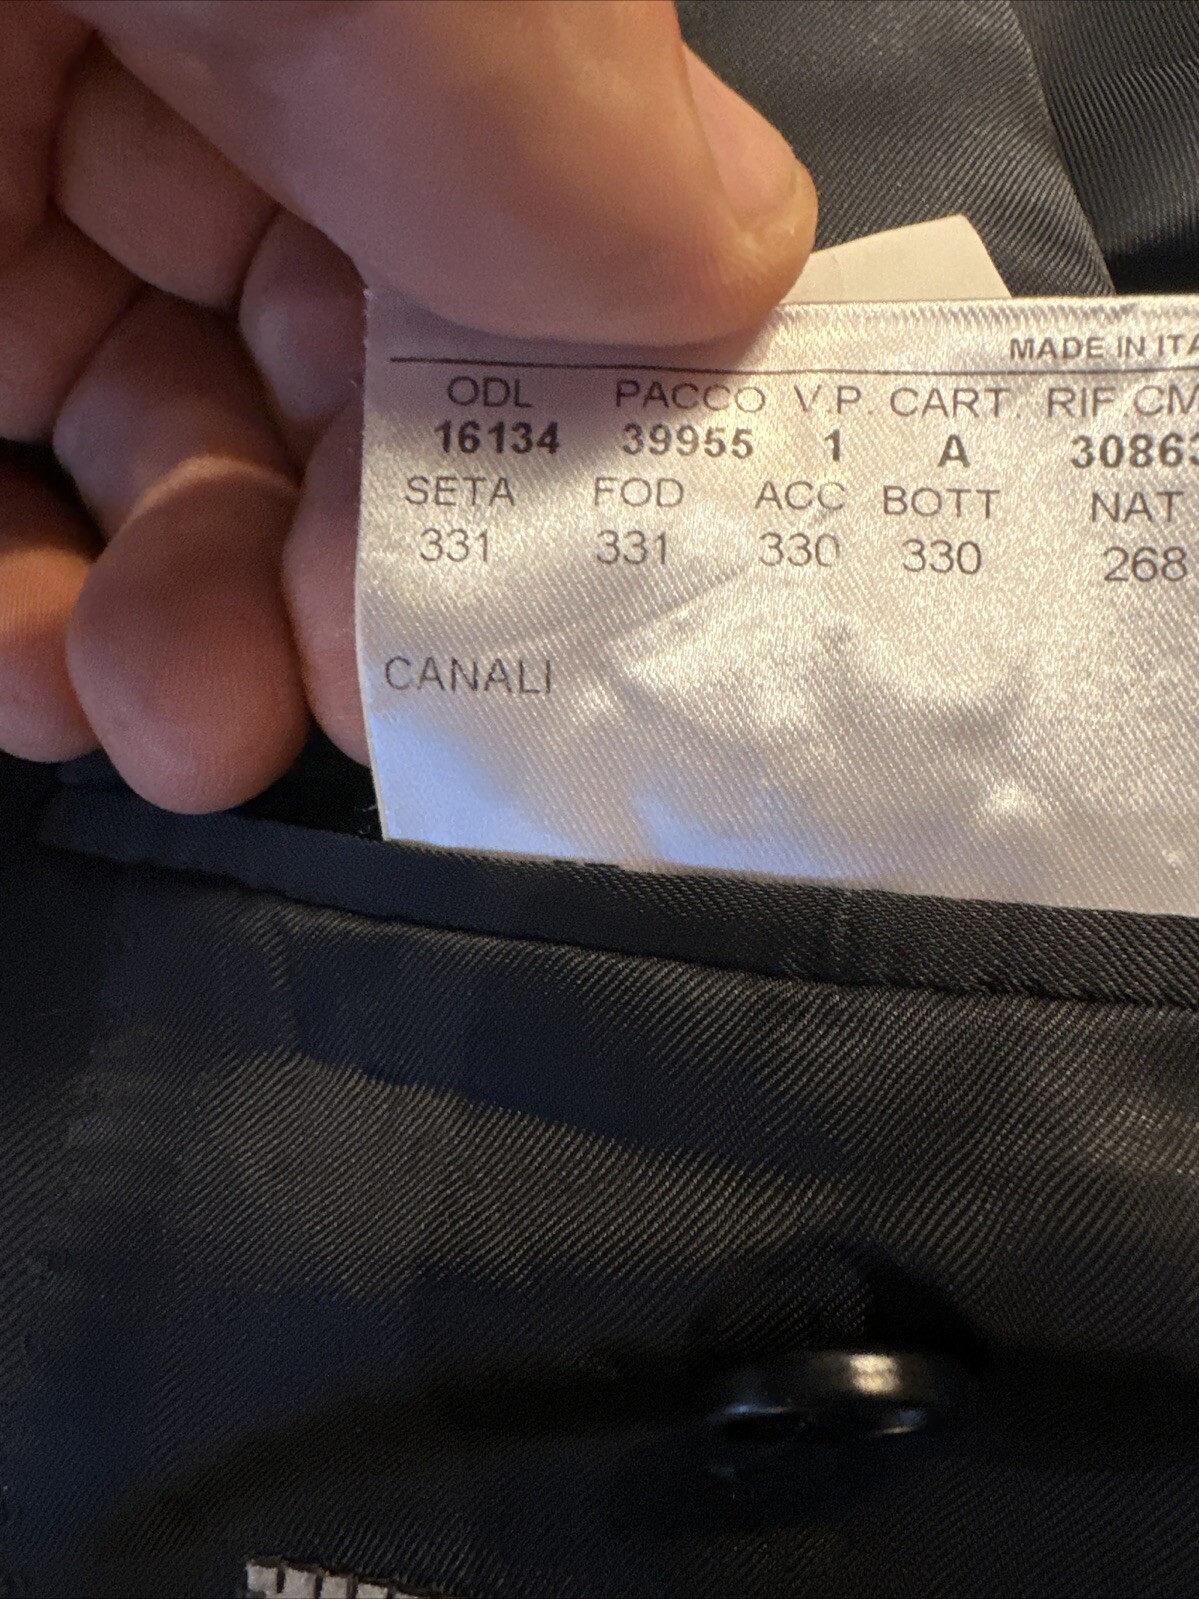 MADE IN ITA
ODL PACCO V.P. CART. RIF.CM
16134 39955 1 A 30863
SETA FOD ACC BOTT NAT
331 331 330 330 268
CANALI